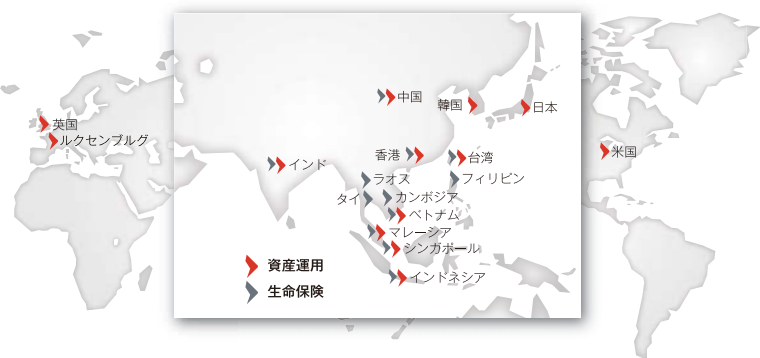 中国
韓国
日本
英国
ルクセンブルグ
米国
香港
台湾
インド
ラオス
フィリピン
タイ
カンボジア
ベトナム
マレーシア
シンガポール
資産運用
インドネシア
生命保険